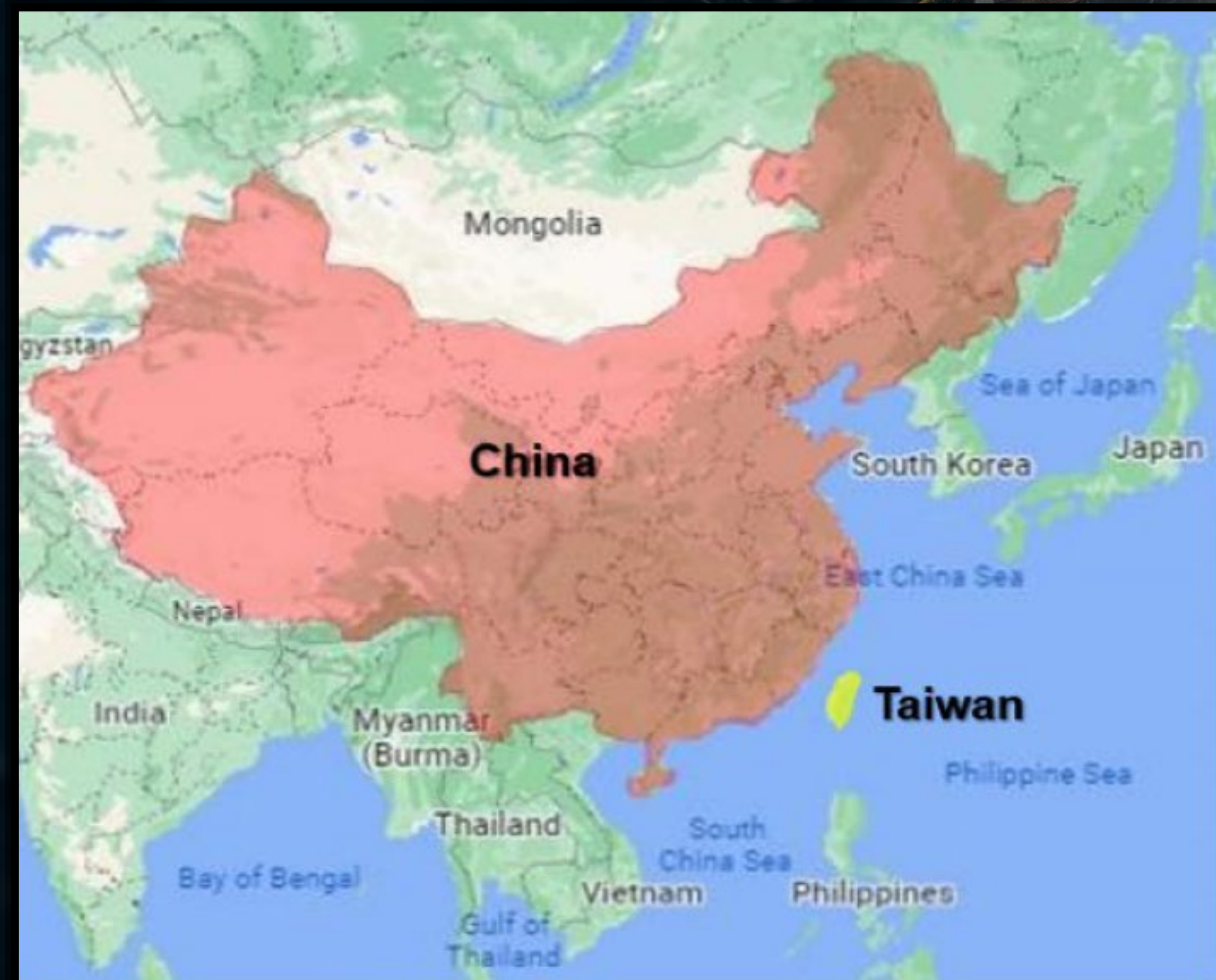 Mongolia
gyzstan
Sea of Japan
Japan
China
South Korea
East China Sea
Nepal
Taiwan
India
Myanmar
(Burma)
Philippine Sea
Thailand
South
China Sea
Bay of Bengal
Vietnam
Philippines
Gulf of
Thailand